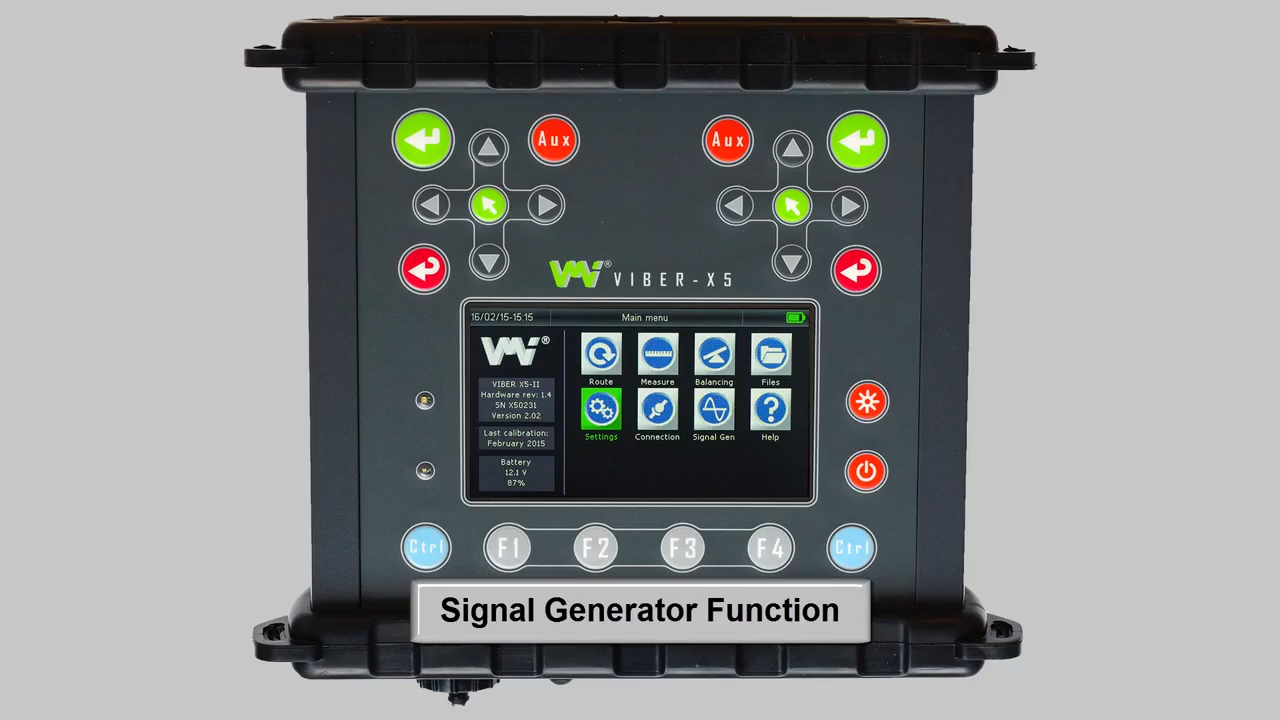 Aux
Aux
VMI® VIBER-X5
16/02/15-15:15
Main menu
VMI®
VIBER X5-II
Hardware rev: 1.4
SN X50231
Version 2.02
Last calibration:
February 2015
Battery
12.1 V
87%
Route
Measure
Balancing
Files
Settings
Connection
Signal Gen
Help
Ctrl
F1
F2
F3
F4
Ctrl
Signal Generator Function